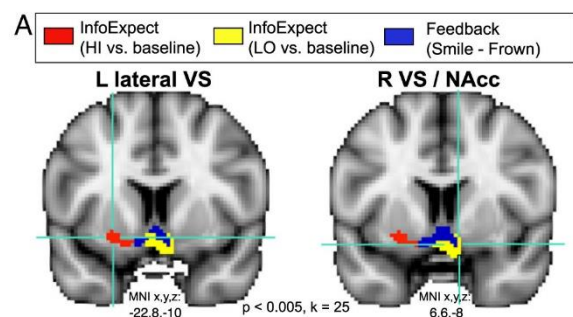 A
InfoExpect
(HI vs. baseline)
InfoExpect
(LO vs. baseline)
Feedback
(Smile - Frown)
L lateral VS
R VS / NAcc
MNI x,y,z:
-22.8.-10
p < 0.005, k = 25
MNI x,y,z:
6.6.-8